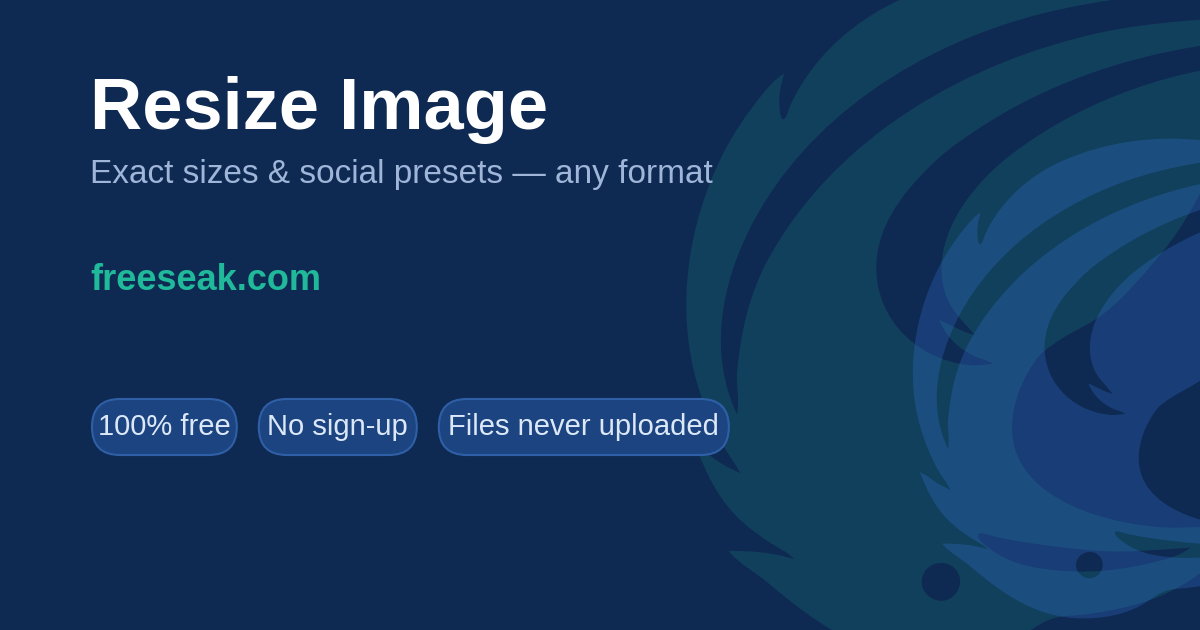 Resize Image
Exact sizes & social presets — any format
freeseak.com
100% free No sign-up Files never uploaded